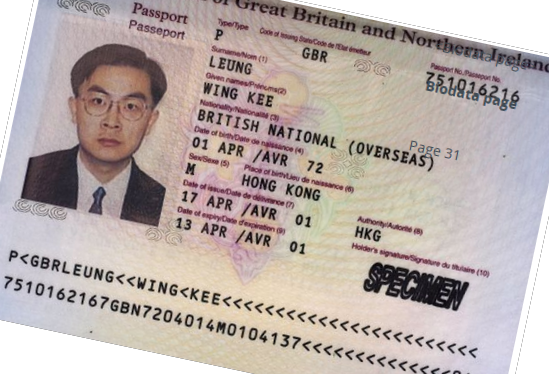 Passport
Passeport
of Great Britain and Northern Ireland
Type/Type
P
Code of Issuing State/Code de l'État émetteur
GBR
Passport No./Passeport No.
751016216
Biodata page
Surname/Nom (1)
LEUNG
Given names/Prénoms(2)
WING KEE
Nationality/Nationalité (3)
BRITISH NATIONAL (OVERSEAS)
Page 31
Date of birth/Date de naissance (4)
01 APR /AVR 72
Sex/Sexe (5)
Place of birth/Lieu de naissance (6)
M
HONG KONG
Date of issue/Date de délivrance (7)
17 APR /AVR 01
Authority/Autorité (8)
HKG
Date of expiry/Date d'expiration (9)
13 APR /AVR 01
Holder's signature/Signature du titulaire (10)
SPECIMEN
P<GBRLEUNG<<WING<KEE<<<<<<<<<<<<<<<<<<<<<<<<
7510162167GBN7204014M0104137<<<<<<<<<<<<<<